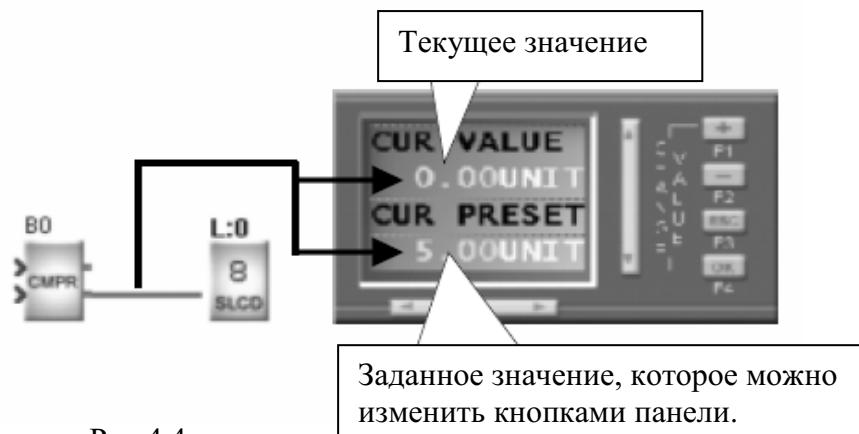 Текущее значение
CUR VALUE
0.00UNIT
CUR PRESET
5.00UNIT
B0
CMPR
L:0
8
SLCD
VALUE
+
F1
−
F2
ESC
F3
OK
F4
Заданное значение, которое можно
изменить кнопками панели.